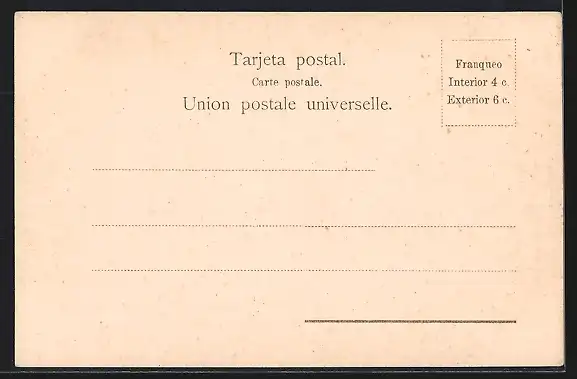 Tarjeta postal.
Carte postale.
Union postale universelle.
Franqueo
Interior 4 c.
Exterior 6 c.